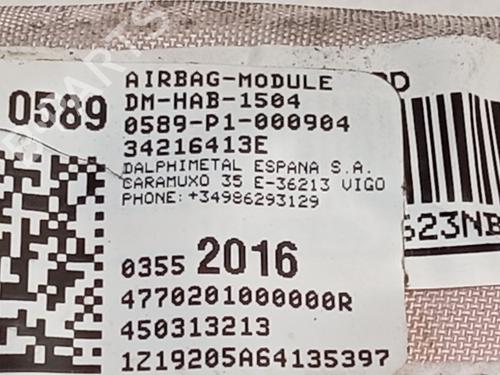 AIRBAG-MODULE
0589 DM-HAB-1504
0589-P1-000904
34216413E
DALPHIMETAL ESPANA S.A.
CARAMUXO 35 E-36213 VIGO
PHONE: +34986293129
623NB
0355 2016
4770201000000R
450313213
1Z19205A64135397